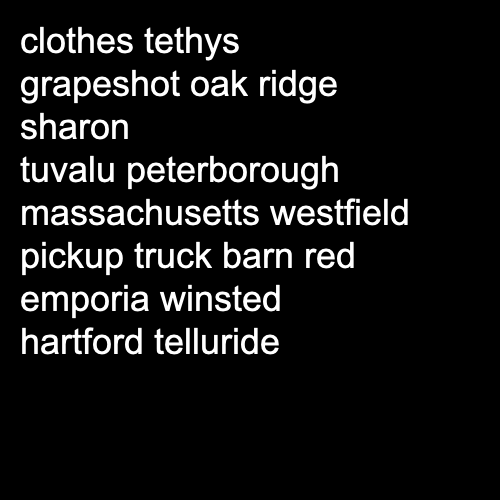 clothes tethys
grapeshot oak ridge
sharon
tuvalu peterborough
massachusetts westfield
pickup truck barn red
emporia winsted
hartford telluride